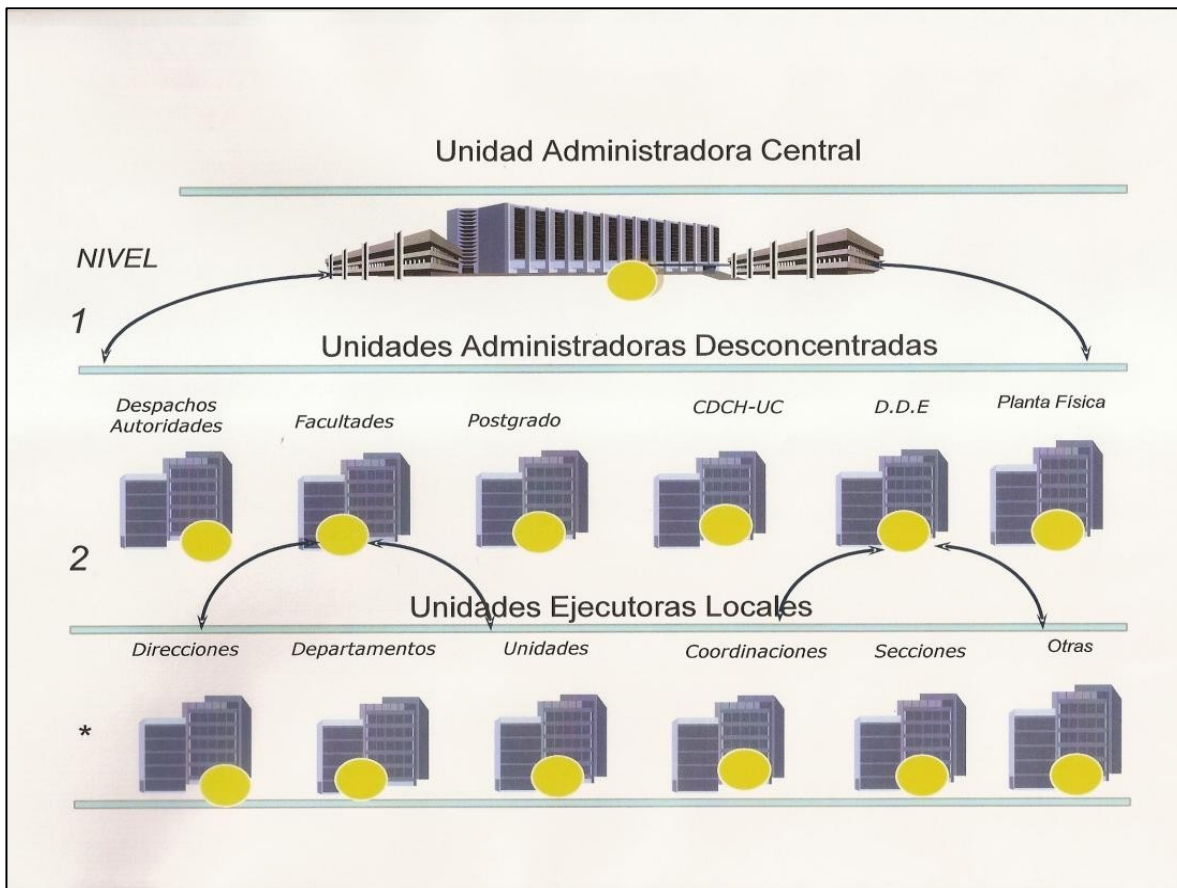 Unidad Administradora Central
NIVEL
1
Unidades Administradoras Desconcentradas
Despachos
Autoridades
Facultades
Postgrado
CDCH-UC
D.D.E
Planta Física
2
Unidades Ejecutoras Locales
Direcciones
Departamentos
Unidades
Coordinaciones
Secciones
Otras
*